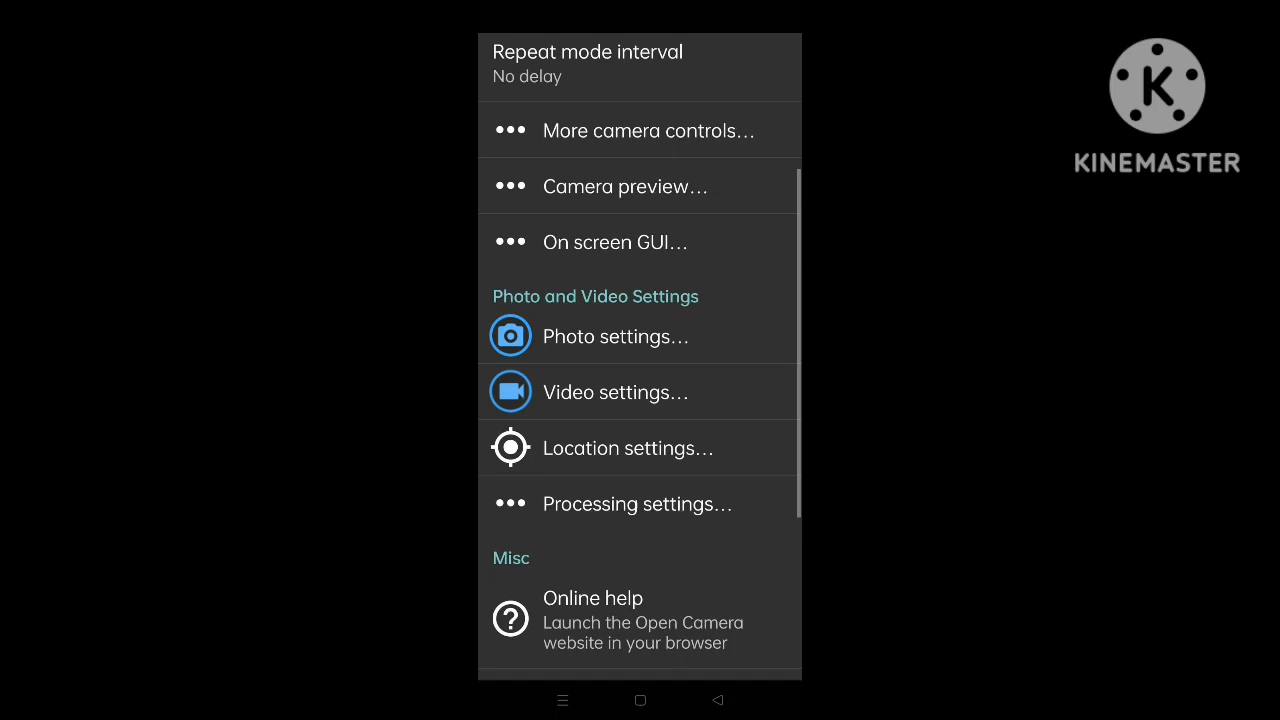 Repeat mode interval
No delay
More camera controls...
Camera preview...
On screen GUI...
Photo and Video Settings
Photo settings...
Video settings...
Location settings...
Processing settings...
Misc
Online help
Launch the Open Camera
website in your browser
K
KINEMASTER